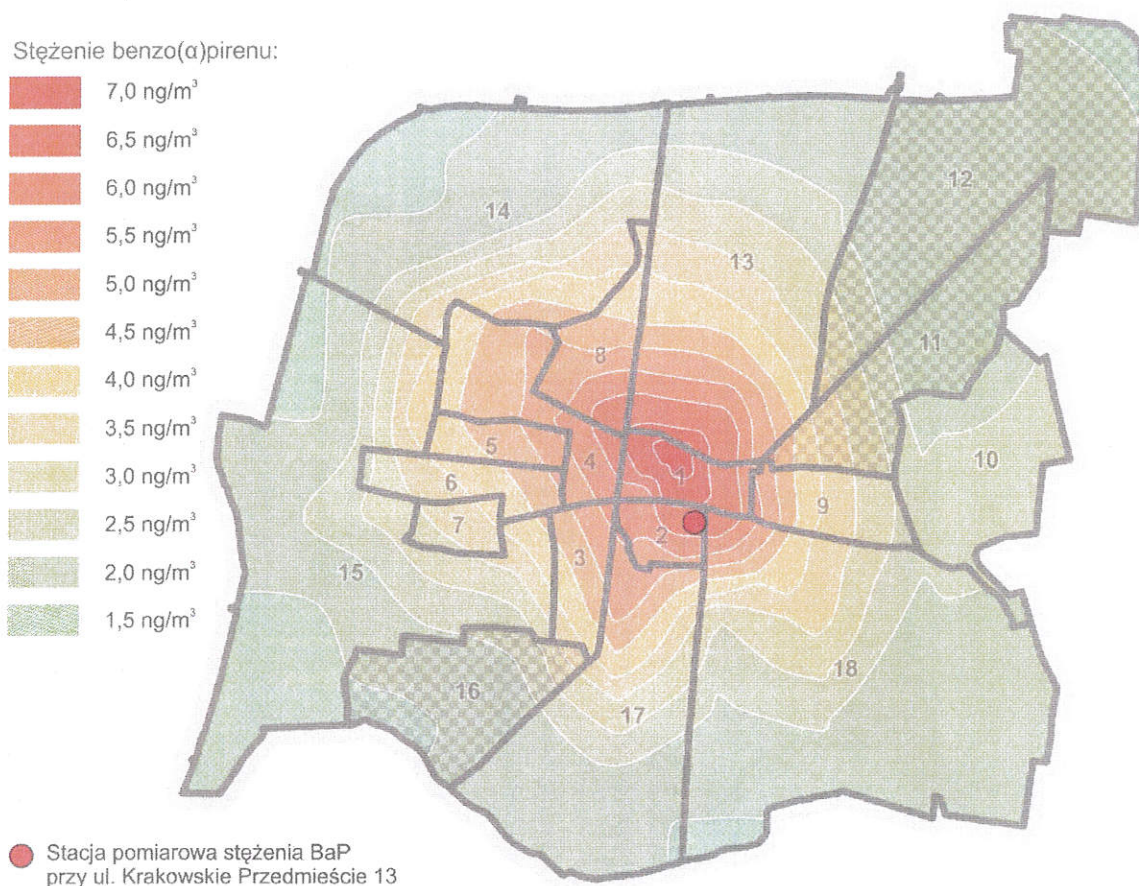 Stężenie benzo(α)pirenu:
7,0 ng/m³
6,5 ng/m³
6,0 ng/m³
5,5 ng/m³
5,0 ng/m³
4,5 ng/m³
4,0 ng/m³
3,5 ng/m³
3,0 ng/m³
2,5 ng/m³
2,0 ng/m³
1,5 ng/m³
12
14
13
11
8
5
4
1
10
6
9
7
2
3
15
18
16
17
Stacja pomiarowa stężenia BaP
przy ul. Krakowskie Przedmieście 13